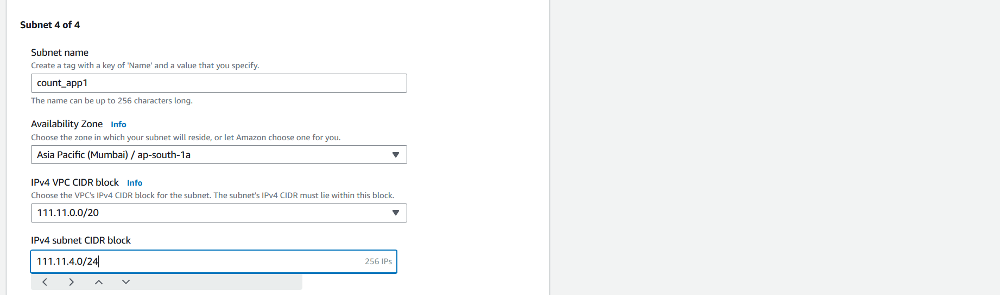 Subnet 4 of 4
Subnet name
Create a tag with a key of 'Name' and a value that you specify.
count_app1
The name can be up to 256 characters long.
Availability Zone Info
Choose the zone in which your subnet will reside, or let Amazon choose one for you.
Asia Pacific (Mumbai) / ap-south-1a
IPv4 VPC CIDR block Info
Choose the VPC's IPv4 CIDR block for the subnet. The subnet's IPv4 CIDR must lie within this block.
111.11.0.0/20
IPv4 subnet CIDR block
111.11.4.0/24 256 IPs